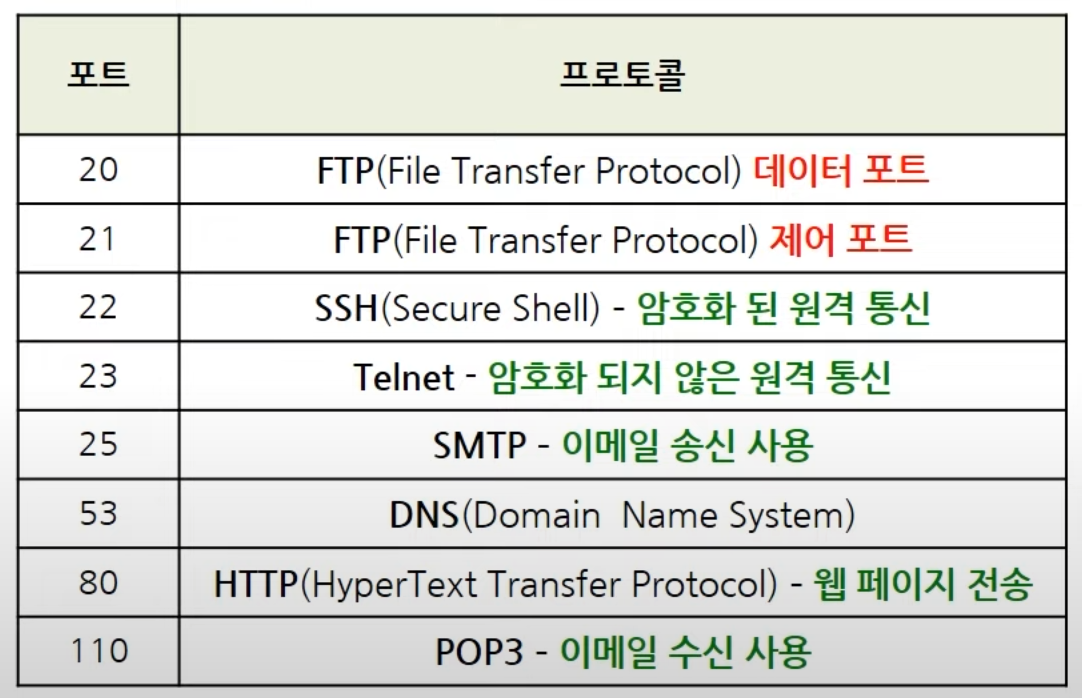 포트 프로토콜
20 FTP(File Transfer Protocol) 데이터 포트
21 FTP(File Transfer Protocol) 제어 포트
22 SSH(Secure Shell) - 암호화 된 원격 통신
23 Telnet - 암호화 되지 않은 원격 통신
25 SMTP - 이메일 송신 사용
53 DNS(Domain Name System)
80 HTTP(HyperText Transfer Protocol) - 웹 페이지 전송
110 POP3 - 이메일 수신 사용